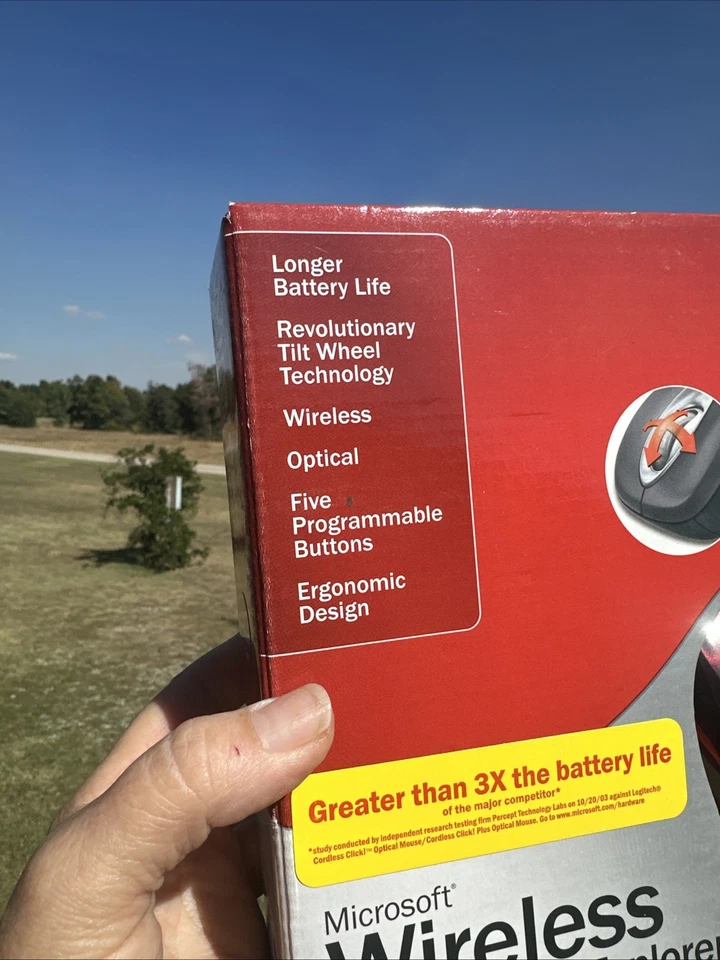 Longer
Battery Life
Revolutionary
Tilt Wheel
Technology
Wireless
Optical
Five
Programmable
Buttons
Ergonomic
Design
Greater than 3X the battery life
of the major competitor*
*study conducted by independent research testing firm Percept Technology Labs on 10/20/03 against Logitech®
Cordless Click!™ Optical Mouse/Cordless Click! Plus Optical Mouse. Go to www.microsoft.com/hardware
Microsoft®
Wireless